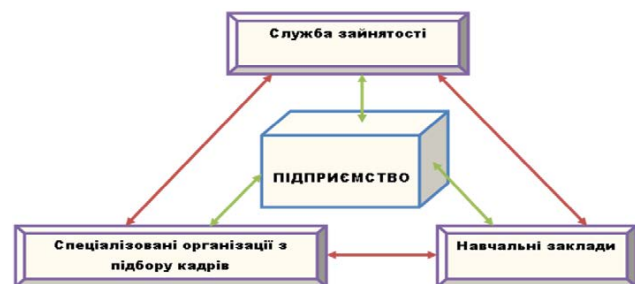 Служба зайнятості
ПІДПРИЄМСТВО
Спеціалізовані організації з
підбору кадрів
Навчальні заклади